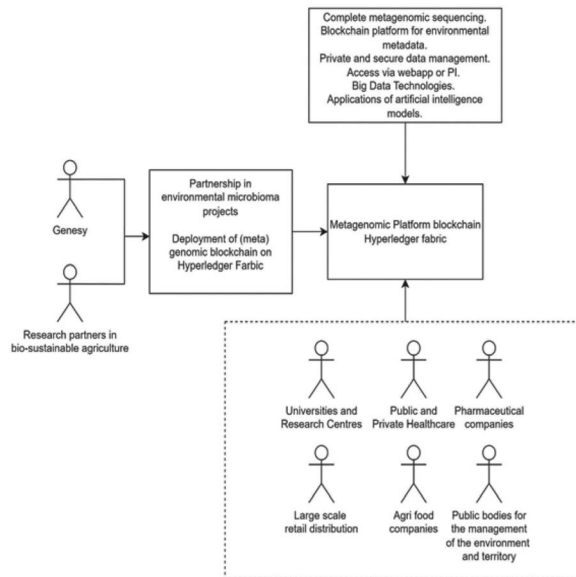 Complete metagenomic sequencing.
Blockchain platform for environmental
metadata.
Private and secure data management.
Access via webapp or PI.
Big Data Technologies.
Applications of artificial intelligence
models.
Genesy
Research partners in
bio-sustainable agriculture
Partnership in
environmental microbioma
projects
Deployment of (meta)
genomic blockchain on
Hyperledger Farbic
Metagenomic Platform blockchain
Hyperledger fabric
Universities and
Research Centres
Public and
Private Healthcare
Pharmaceutical
companies
Large scale
retail distribution
Agri food
companies
Public bodies for
the management
of the environment
and territory